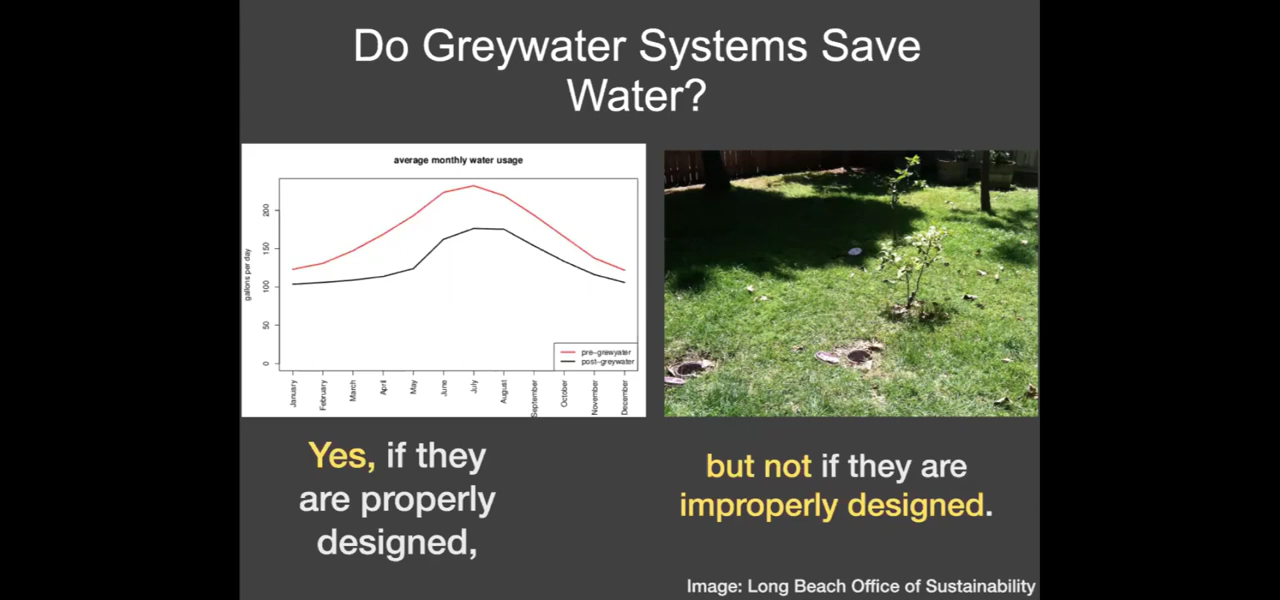 Do Greywater Systems Save
Water?
average monthly water usage
gallons per day
200
150
100
50
0
January
February
March
April
May
June
July
August
September
October
November
December
pre-greywater
post-greywater
Yes, if they
are properly
designed,
but not if they are
improperly designed.
Image: Long Beach Office of Sustainability